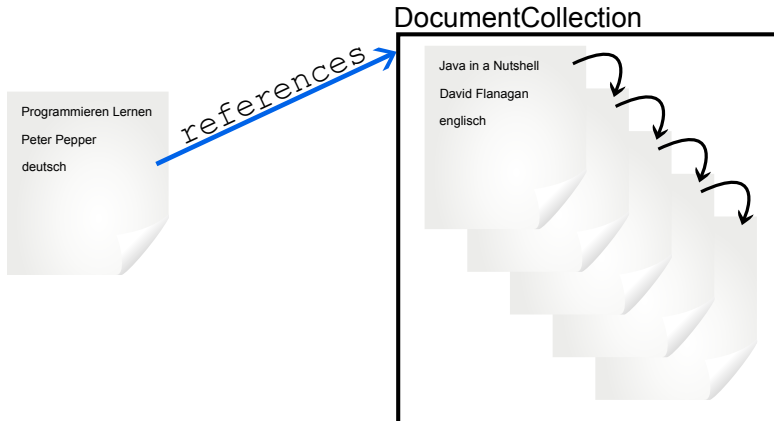 DocumentCollection
references
Programmieren Lernen
Peter Pepper
deutsch
Java in a Nutshell
David Flanagan
englisch